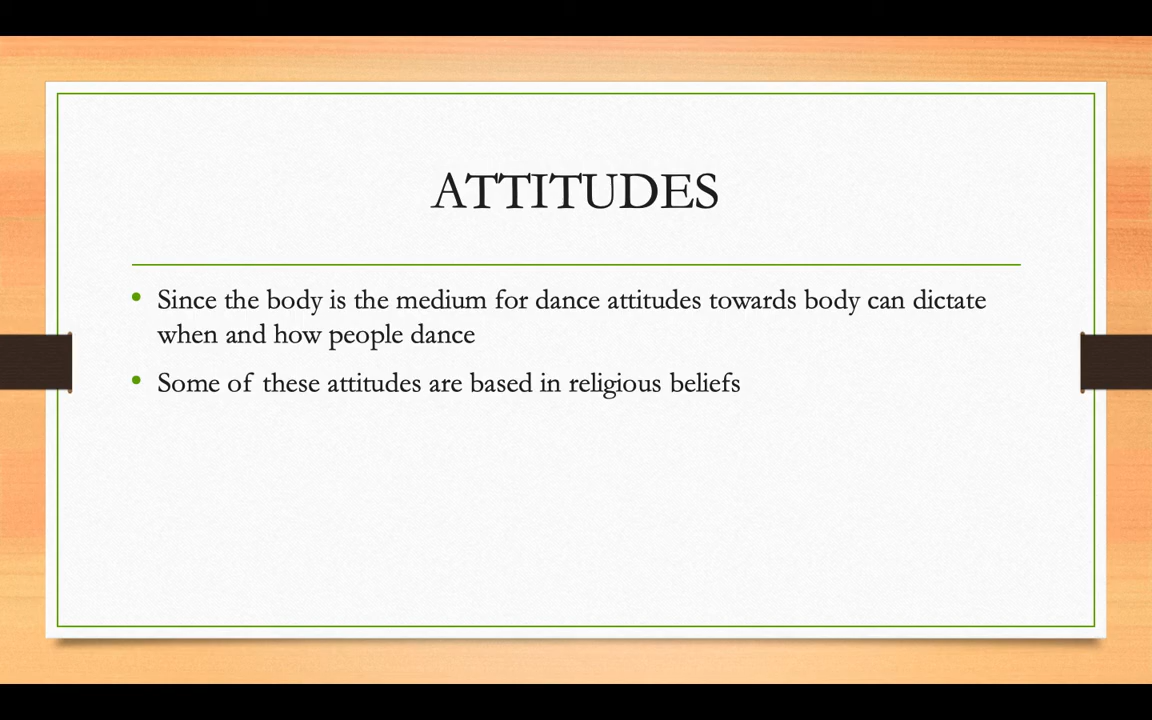 ATTITUDES
• Since the body is the medium for dance attitudes towards body can dictate
when and how people dance
• Some of these attitudes are based in religious beliefs